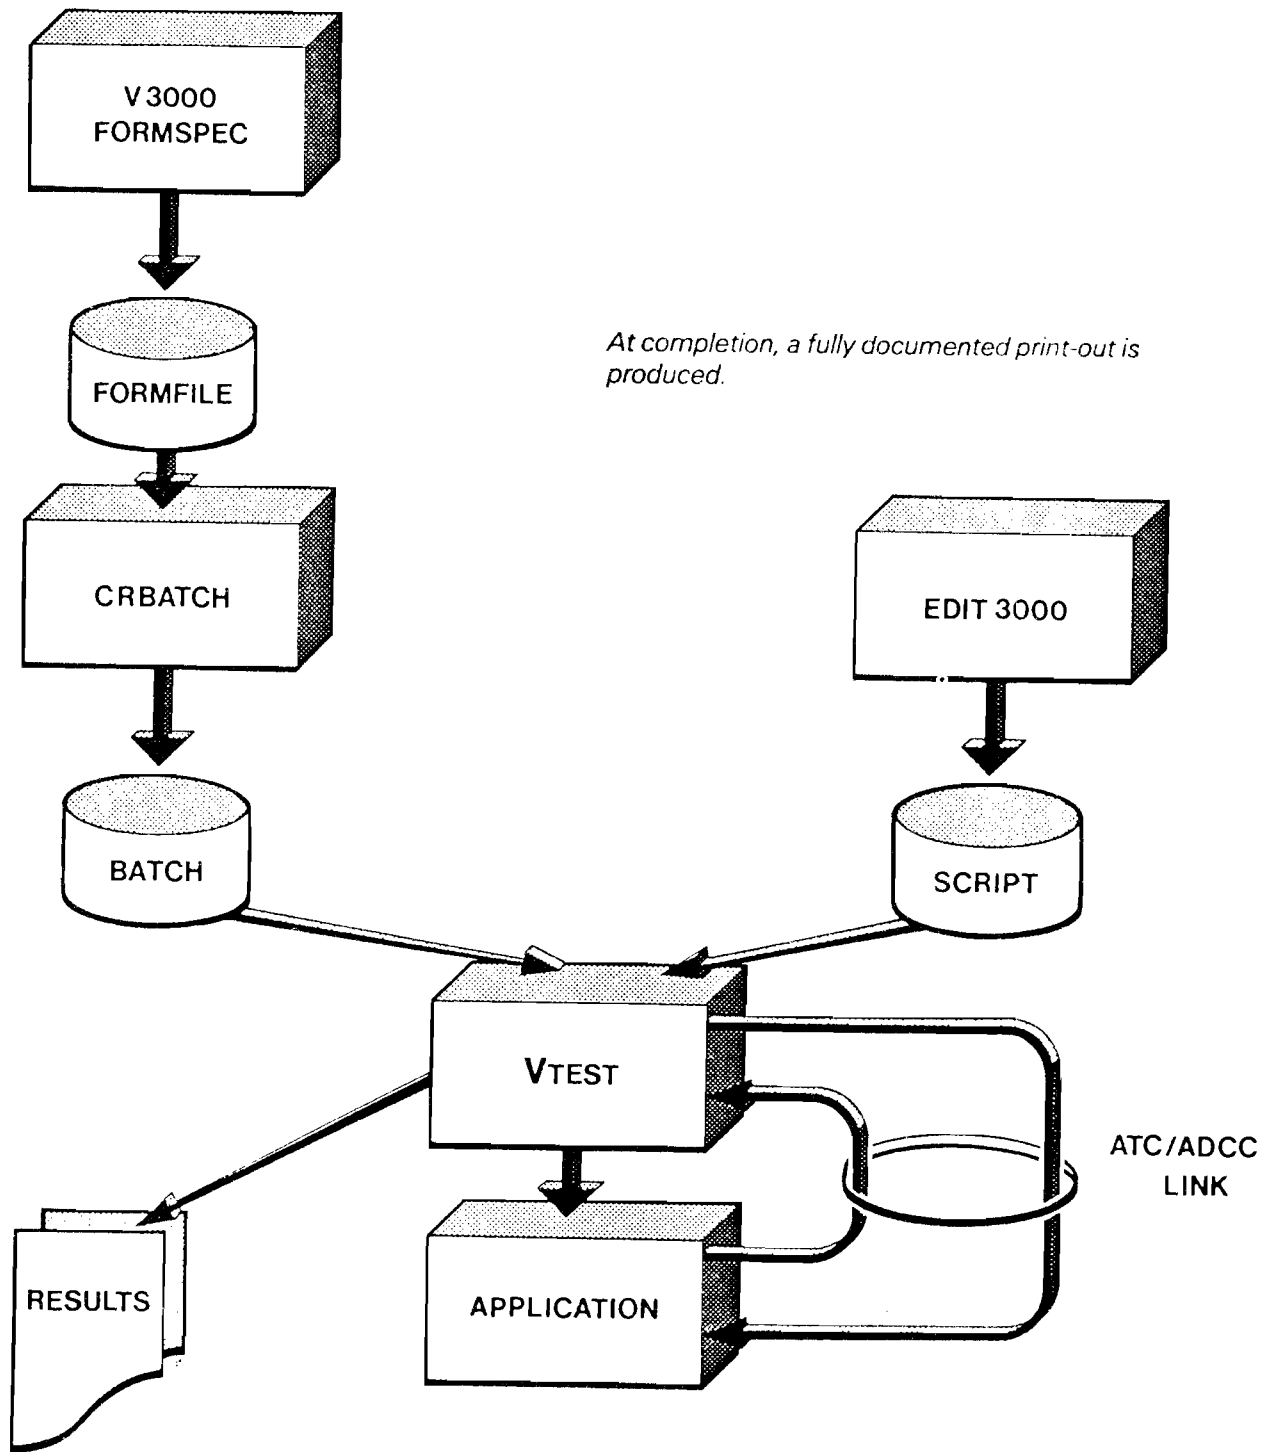 V 3000
FORMSPEC
FORMFILE
At completion, a fully documented print-out is
produced.
CRBATCH
EDIT 3000
BATCH
SCRIPT
VTEST
ATC/ADCC
LINK
RESULTS
APPLICATION